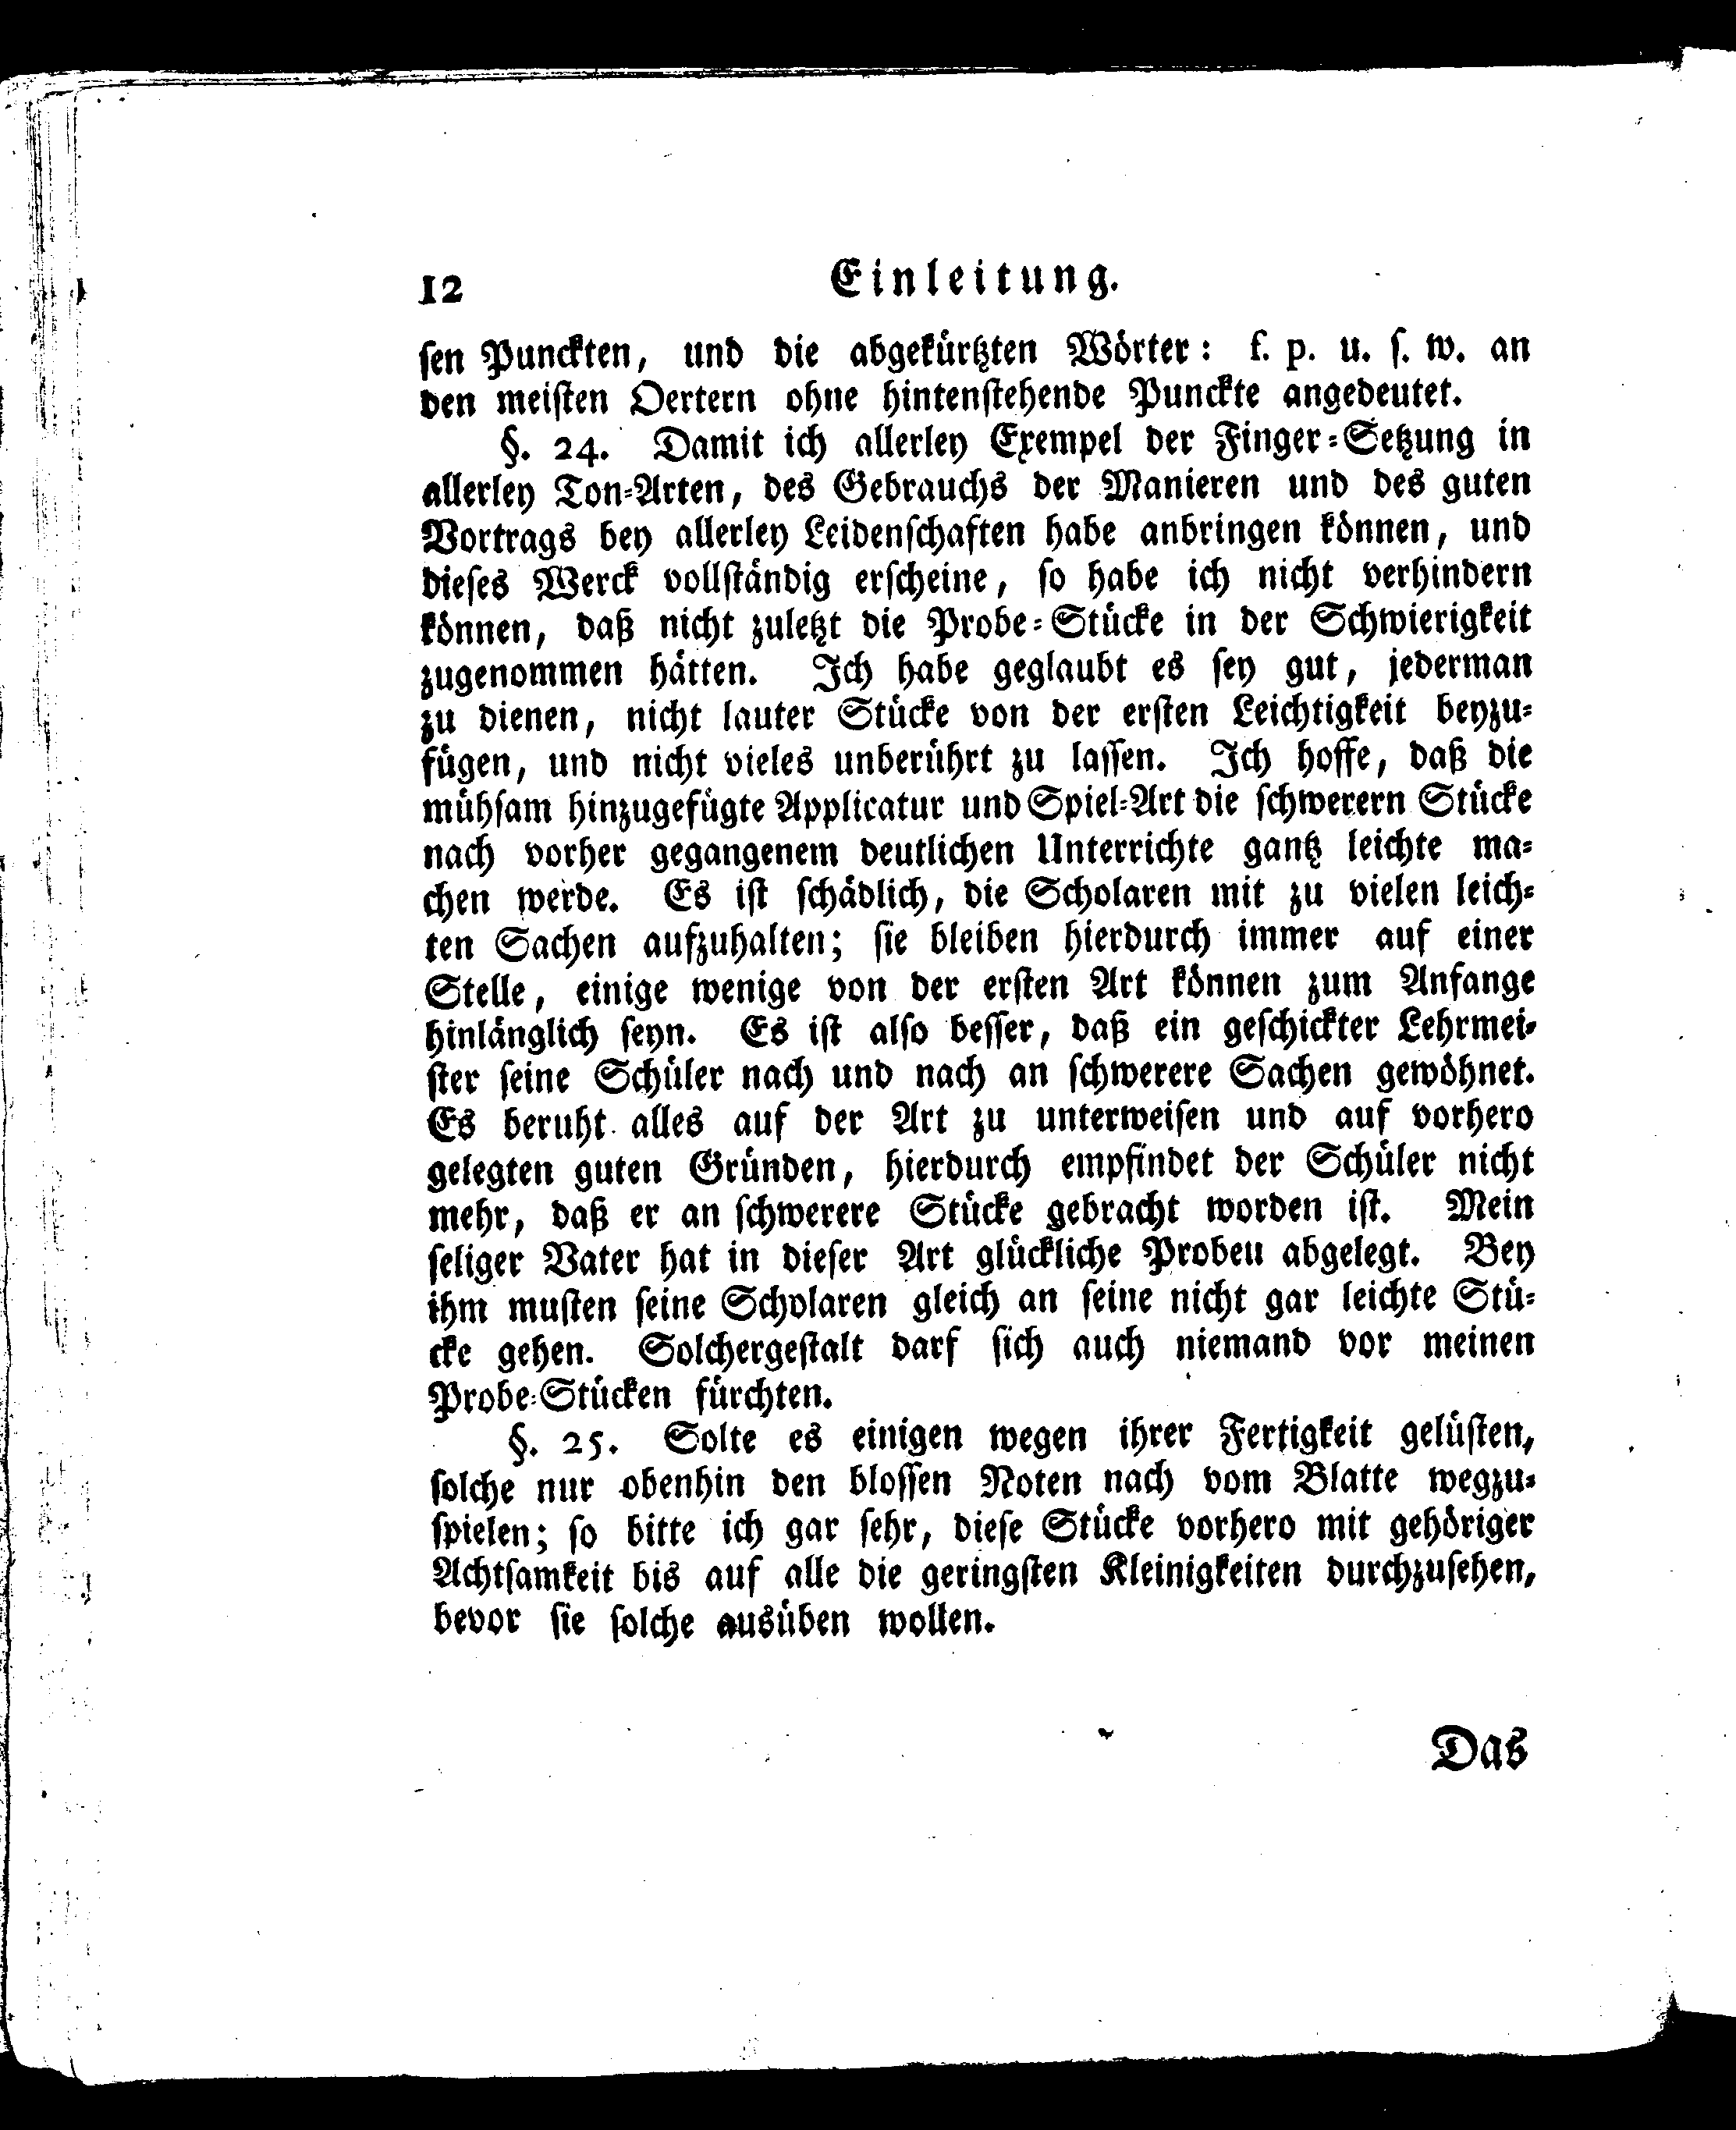 12 Einleitung.
ſen Punckten, und die abgekürtzten Wörter: f. p. u. ſ. w. an
den meiſten Oertern ohne hintenſtehende Punckte angedeutet.
§. 24. Damit ich allerley Exempel der Finger-Setzung in
allerley Ton-Arten, des Gebrauchs der Manieren und des guten
Vortrags bey allerley Leidenſchaften habe anbringen können, und
dieſes Werck vollſtändig erſcheine, ſo habe ich nicht verhindern
können, daß nicht zuletzt die Probe-Stücke in der Schwierigkeit
zugenommen hätten. Ich habe geglaubt es ſey gut, jederman
zu dienen, nicht lauter Stücke von der erſten Leichtigkeit beyzu-
fügen, und nicht vieles unberührt zu laſſen. Ich hoffe, daß die
mühſam hinzugefügte Applicatur und Spiel-Art die ſchwerern Stücke
nach vorher gegangenem deutlichen Unterrichte gantz leichte ma-
chen werde. Es iſt ſchädlich, die Scholaren mit zu vielen leich-
ten Sachen aufzuhalten; ſie bleiben hierdurch immer auf einer
Stelle, einige wenige von der erſten Art können zum Anfange
hinlänglich ſeyn. Es iſt alſo beſſer, daß ein geſchickter Lehrmei-
ſter ſeine Schüler nach und nach an ſchwerere Sachen gewöhnet.
Es beruht alles auf der Art zu unterweiſen und auf vorhero
gelegten guten Gründen, hierdurch empfindet der Schüler nicht
mehr, daß er an ſchwerere Stücke gebracht worden iſt. Mein
ſeliger Vater hat in dieſer Art glückliche Proben abgelegt. Bey
ihm muſten ſeine Scholaren gleich an ſeine nicht gar leichte Stü-
cke gehen. Solchergeſtalt darf ſich auch niemand vor meinen
Probe-Stücken fürchten.
§. 25. Solte es einigen wegen ihrer Fertigkeit gelüſten,
ſolche nur obenhin den bloſſen Noten nach vom Blatte wegzu-
ſpielen; ſo bitte ich gar ſehr, dieſe Stücke vorhero mit gehöriger
Achtſamkeit bis auf alle die geringſten Kleinigkeiten durchzuſehen,
bevor ſie ſolche ausüben wollen.
Das